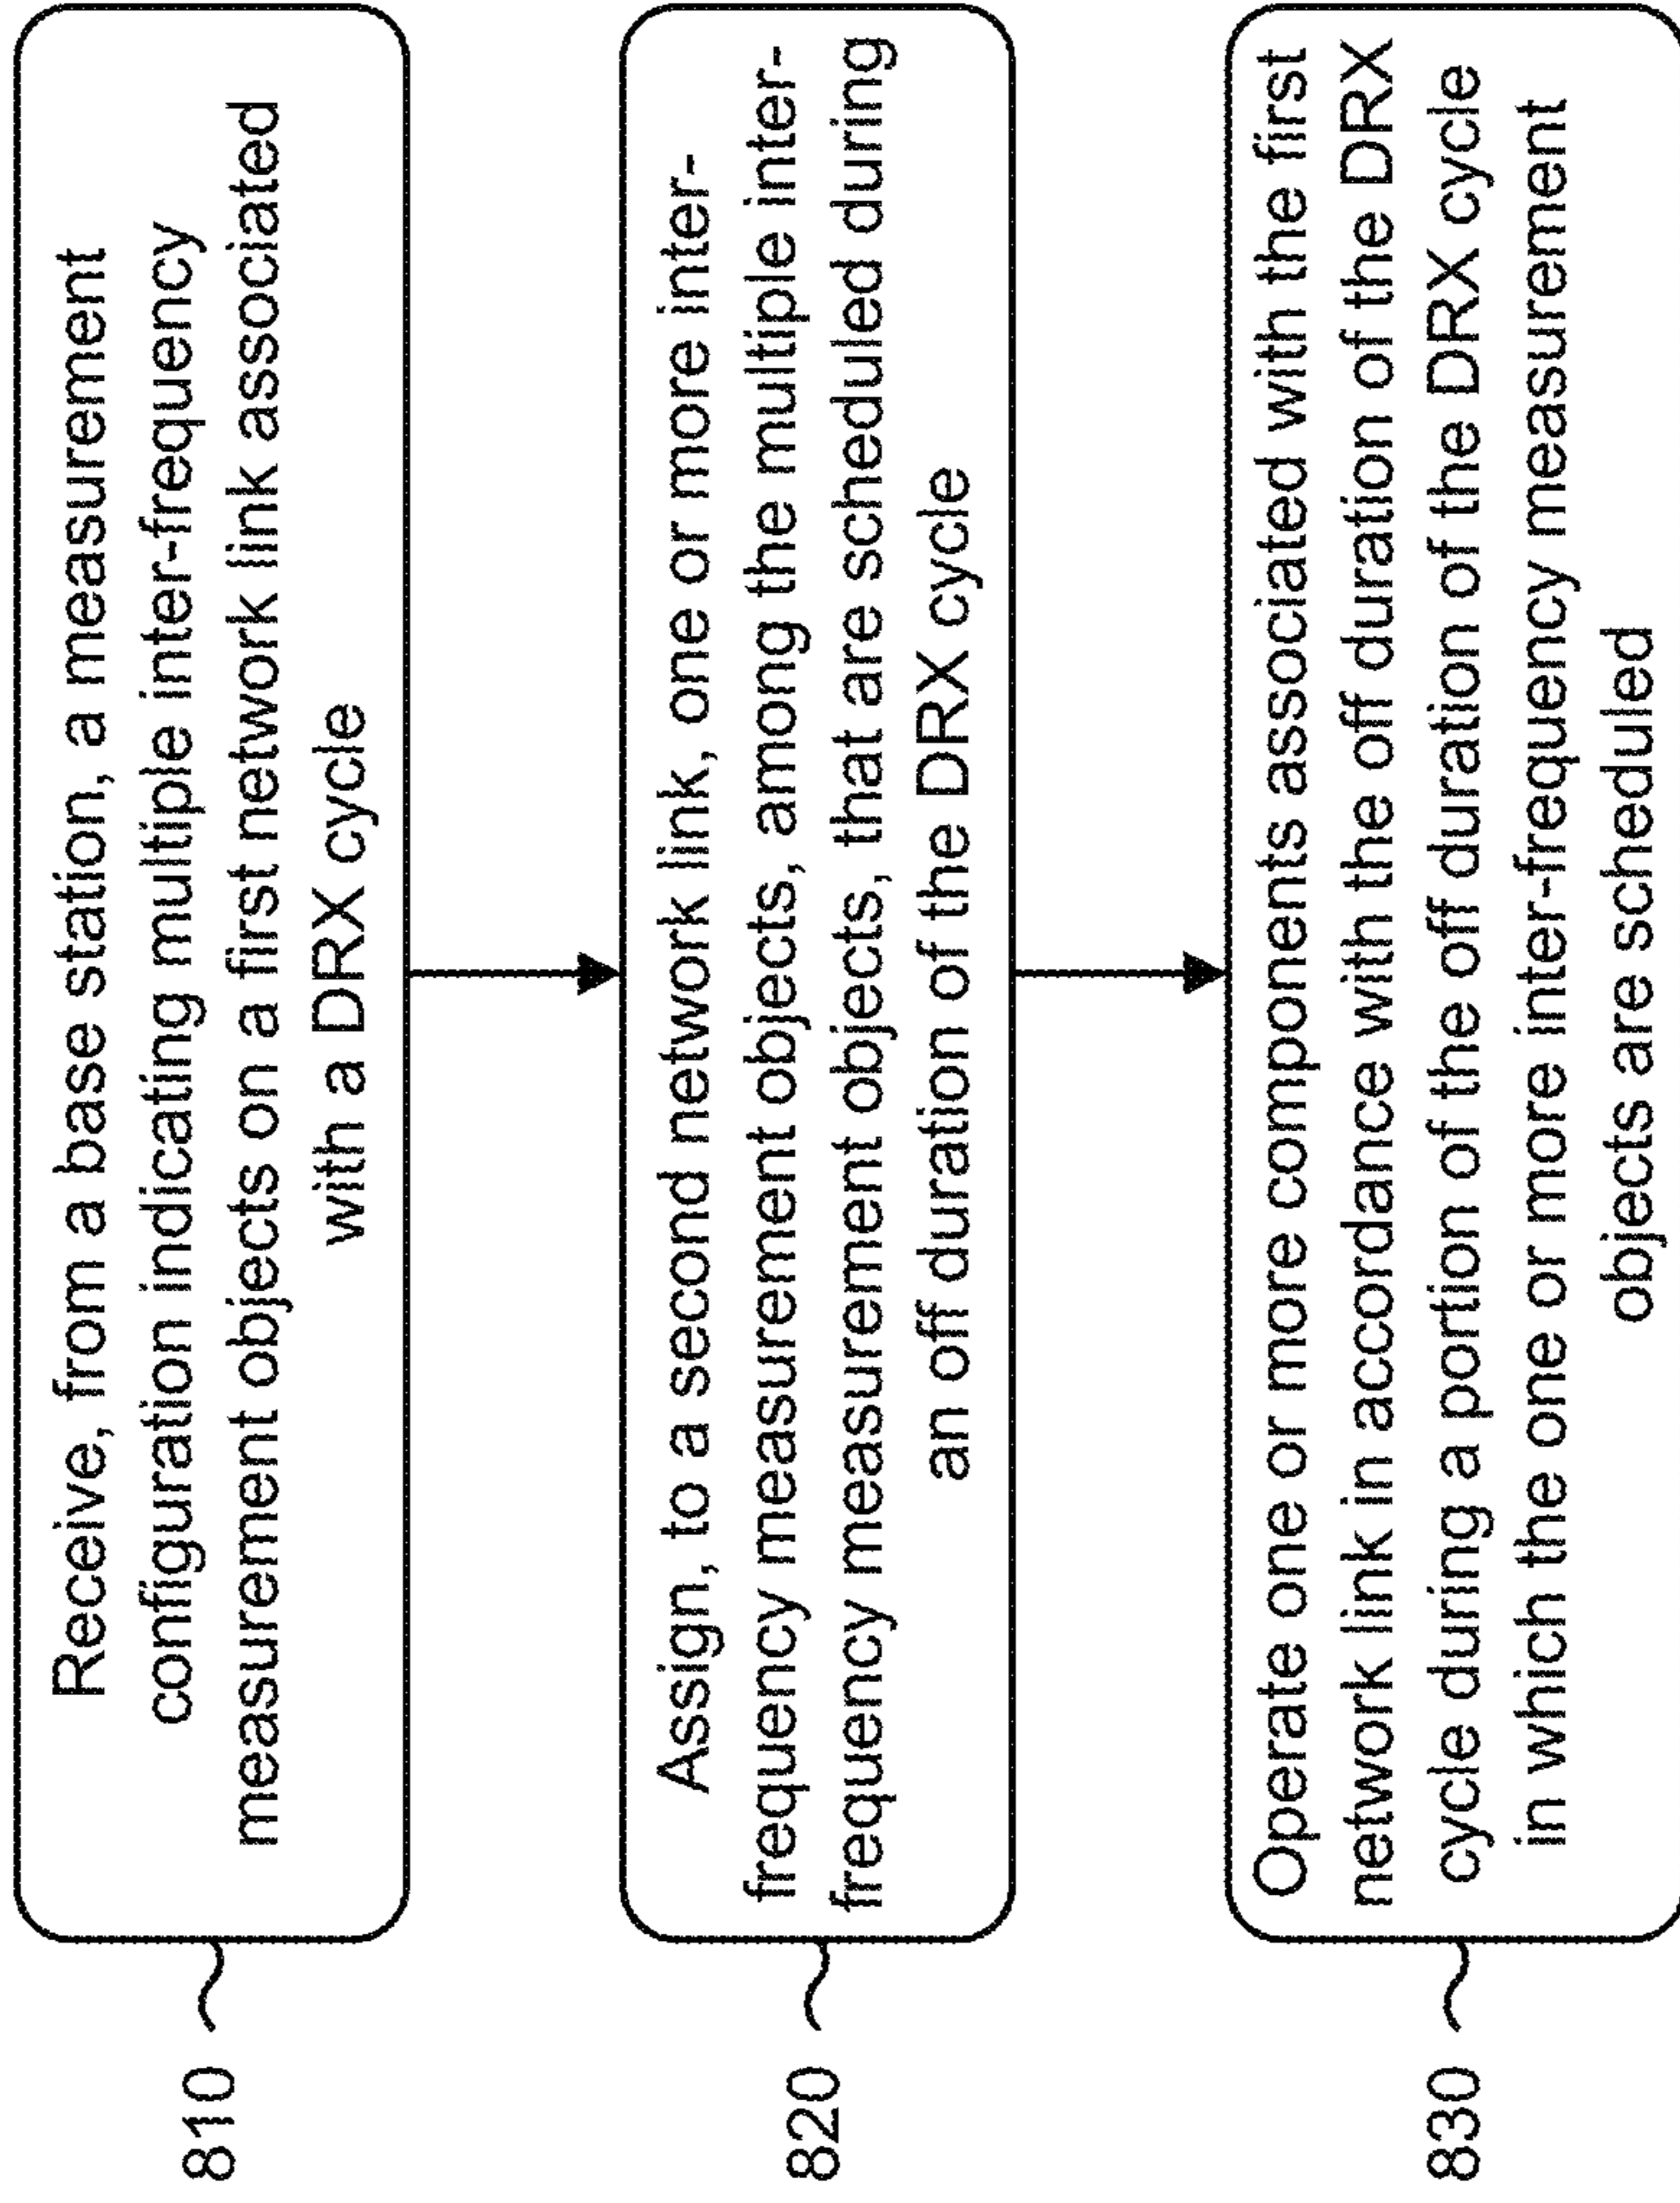 810
Receive, from a base station, a measurement
configuration indicating multiple inter-frequency
measurement objects on a first network link associated
with a DRX cycle
820
Assign, to a second network link, one or more inter-
frequency measurement objects, among the multiple inter-
frequency measurement objects, that are scheduled during
an off duration of the DRX cycle
830
Operate one or more components associated with the first
network link in accordance with the off duration of the DRX
cycle during a portion of the off duration of the DRX cycle
in which the one or more inter-frequency measurement
objects are scheduled